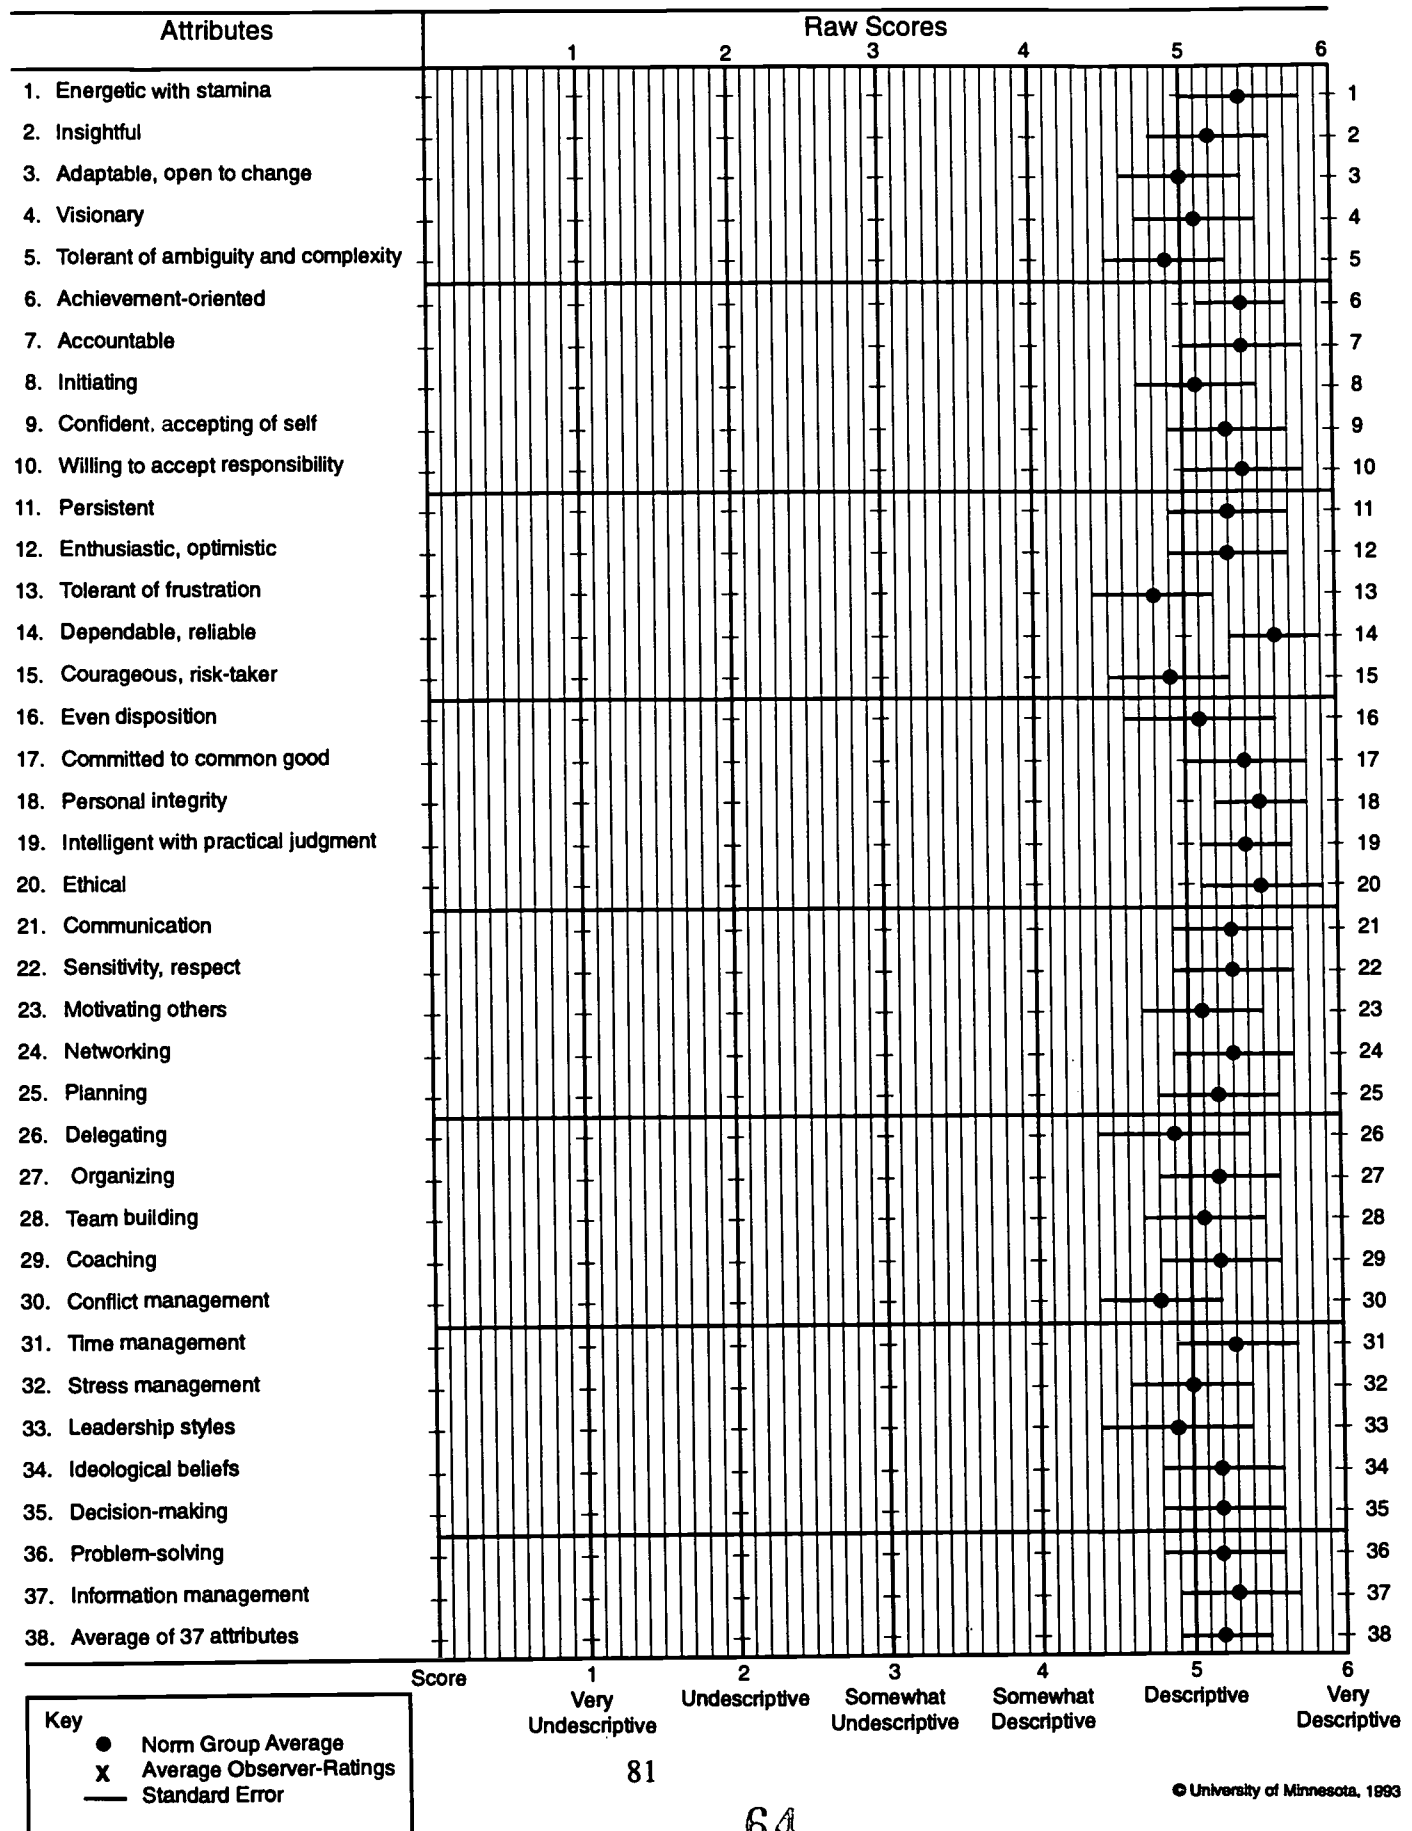 Attributes Raw Scores
1 2 3 4 5 6
1. Energetic with stamina 1
2. Insightful 2
3. Adaptable, open to change 3
4. Visionary 4
5. Tolerant of ambiguity and complexity 5
6. Achievement-oriented 6
7. Accountable 7
8. Initiating 8
9. Confident, accepting of self 9
10. Willing to accept responsibility 10
11. Persistent 11
12. Enthusiastic, optimistic 12
13. Tolerant of frustration 13
14. Dependable, reliable 14
15. Courageous, risk-taker 15
16. Even disposition 16
17. Committed to common good 17
18. Personal integrity 18
19. Intelligent with practical judgment 19
20. Ethical 20
21. Communication 21
22. Sensitivity, respect 22
23. Motivating others 23
24. Networking 24
25. Planning 25
26. Delegating 26
27. Organizing 27
28. Team building 28
29. Coaching 29
30. Conflict management 30
31. Time management 31
32. Stress management 32
33. Leadership styles 33
34. Ideological beliefs 34
35. Decision-making 35
36. Problem-solving 36
37. Information management 37
38. Average of 37 attributes 38
Score 1 2 3 4 5 6
Very Undescriptive Somewhat Somewhat Descriptive Very
Undescriptive Undescriptive Descriptive Descriptive
Key
Norm Group Average
X Average Observer-Ratings
Standard Error
81
© University of Minnesota, 1993
64